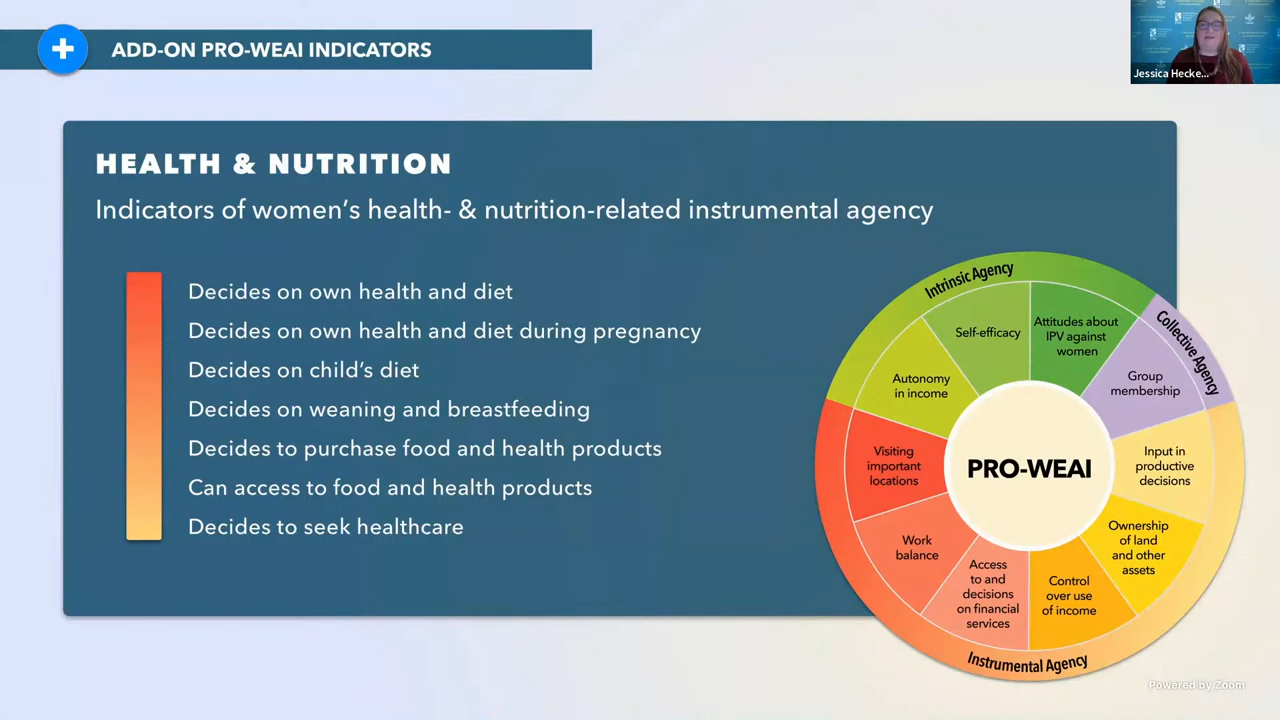 ADD-ON PRO-WEAI INDICATORS
Jessica Hecke...
HEALTH & NUTRITION
Indicators of women's health- & nutrition-related instrumental agency
Decides on own health and diet
Decides on own health and diet during pregnancy
Decides on child's diet
Decides on weaning and breastfeeding
Decides to purchase food and health products
Can access to food and health products
Decides to seek healthcare
Intrinsic Agency
Collective Agency
Instrumental Agency
PRO-WEAI
Autonomy
in income
Self-efficacy
Attitudes about
IPV against
women
Group
membership
Input in
productive
decisions
Ownership
of land
and other
assets
Control
over use
of income
Access
to and
decisions
on financial
services
Work
balance
Visiting
important
locations
Powered by Zoom